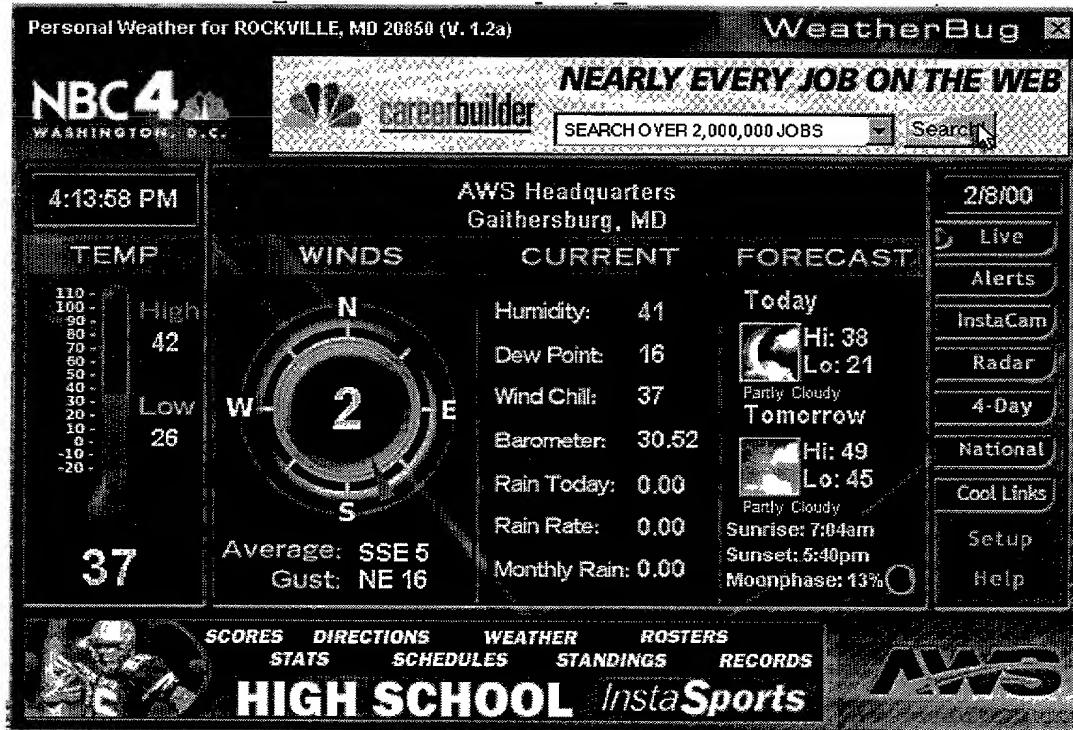 Personal Weather for ROCKVILLE, MD 20850 (V. 1.2a)
WeatherBug
NBC 4
WASHINGTON, D.C.
careerbuilder
NEARLY EVERY JOB ON THE WEB
SEARCH OVER 2,000,000 JOBS
Search
4:13:58 PM
AWS Headquarters
Gaithersburg, MD
2/8/00
TEMP
110
100
90
80
70
60
50
40
30
20
10
0
-10
-20
High
42
Low
26
37
WINDS
N
W
E
S
2
Average: SSE 5
Gust: NE 16
CURRENT
Humidity: 41
Dew Point: 16
Wind Chill: 37
Barometer: 30.52
Rain Today: 0.00
Rain Rate: 0.00
Monthly Rain: 0.00
FORECAST
Today
Hi: 38
Lo: 21
Partly Cloudy
Tomorrow
Hi: 49
Lo: 45
Partly Cloudy
Sunrise: 7:04am
Sunset: 5:40pm
Moonphase: 13%
Live
Alerts
InstaCam
Radar
4-Day
National
Cool Links
Setup
Help
SCORES DIRECTIONS WEATHER ROSTERS
STATS SCHEDULES STANDINGS RECORDS
HIGH SCHOOL InstaSports
AWS